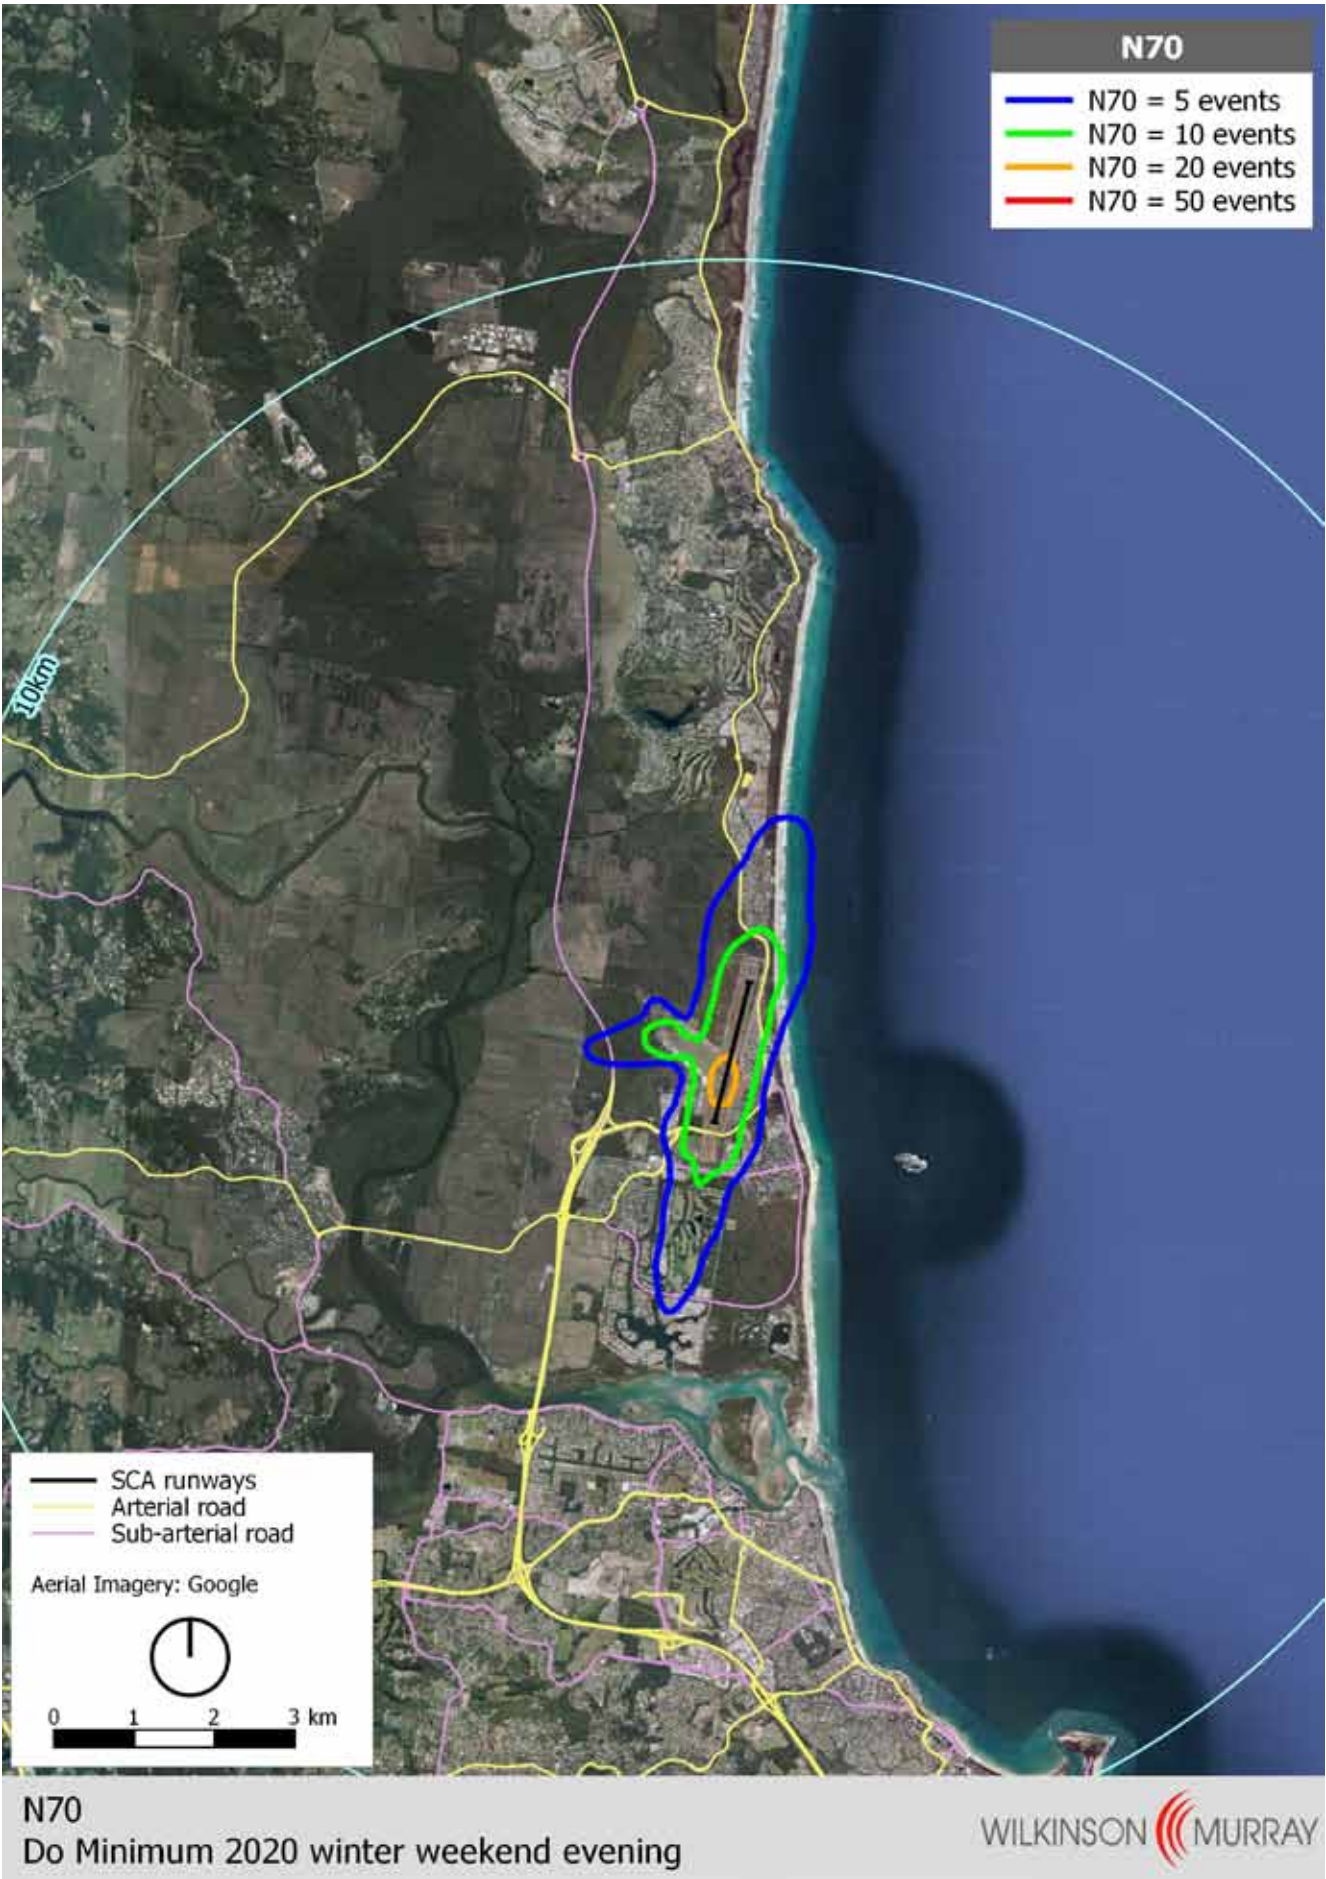 N70
N70 = 5 events
N70 = 10 events
N70 = 20 events
N70 = 50 events
10km
SCA runways
Arterial road
Sub-arterial road
Aerial Imagery: Google
0 1 2 3 km
N70
Do Minimum 2020 winter weekend evening
WILKINSON MURRAY